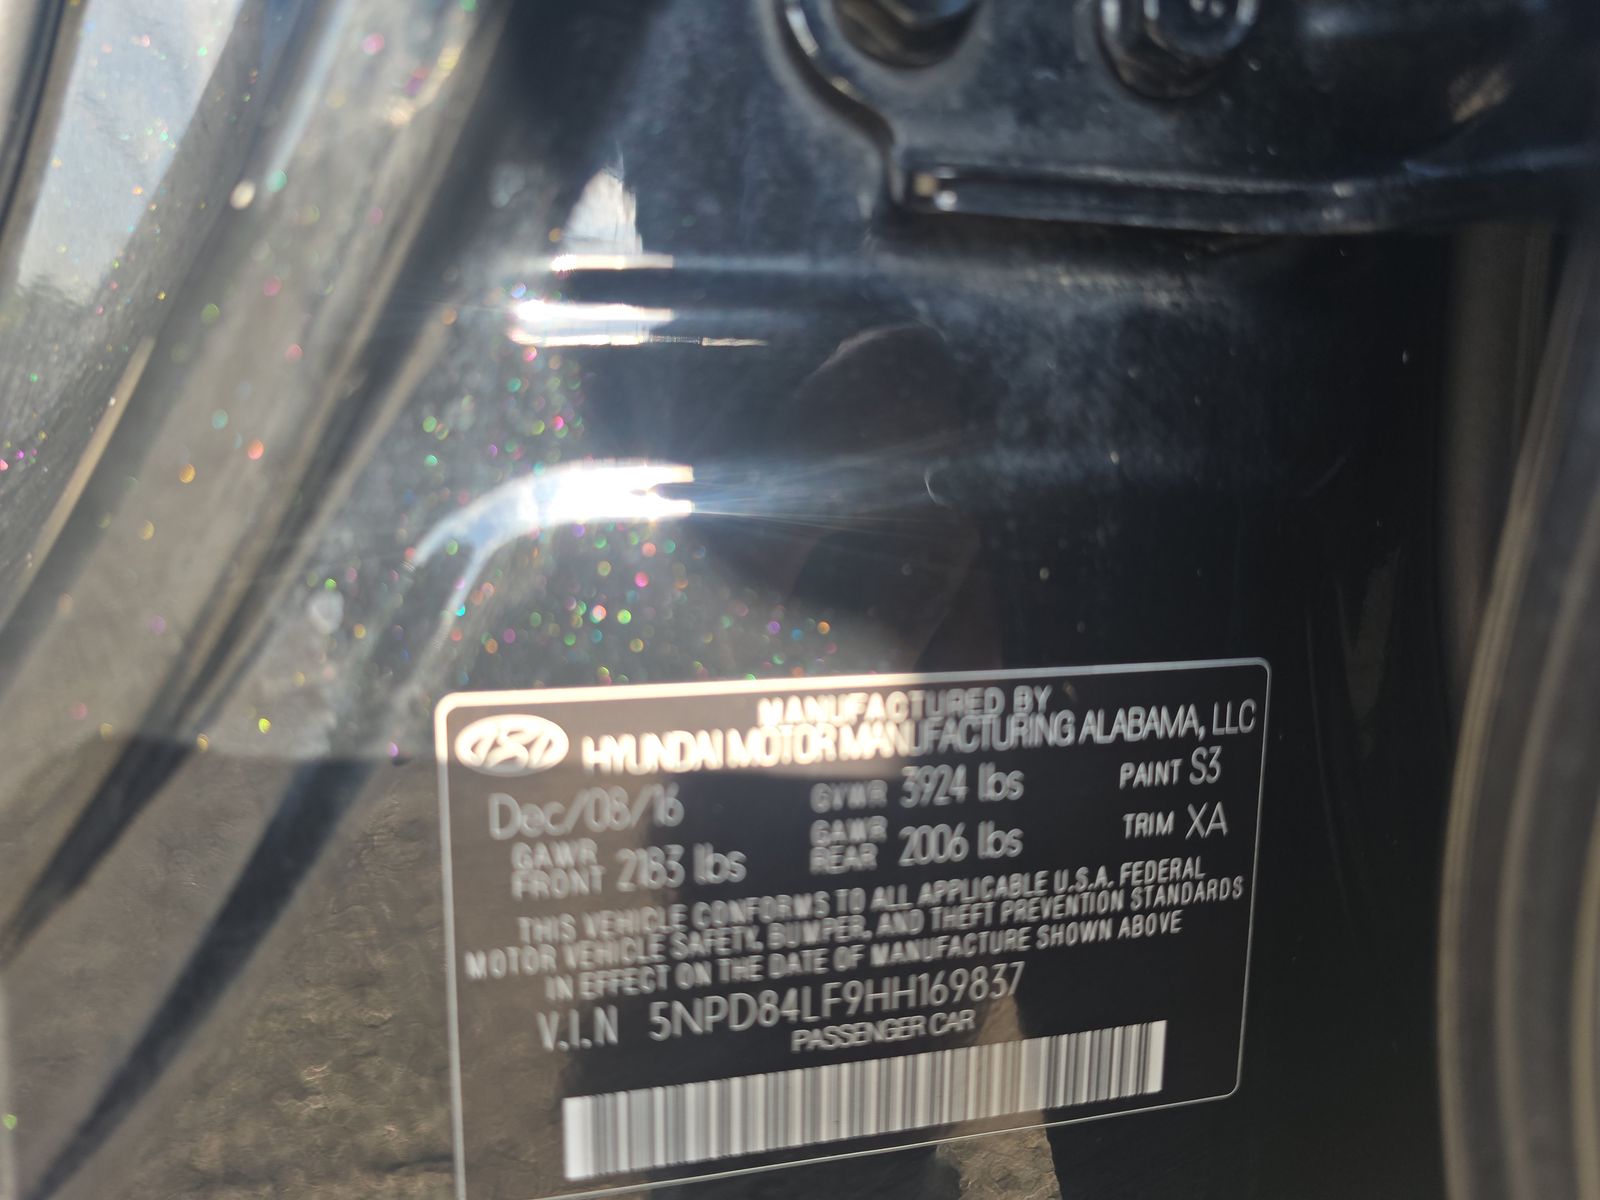 MANUFACTURED BY
HYUNDAI MOTOR MANUFACTURING ALABAMA, LLC
Dec/08/16 GVWR 3924 lbs PAINT S3
GAWR FRONT 2183 lbs GAWR REAR 2006 lbs TRIM XA
THIS VEHICLE CONFORMS TO ALL APPLICABLE U.S.A. FEDERAL
MOTOR VEHICLE SAFETY, BUMPER, AND THEFT PREVENTION STANDARDS
IN EFFECT ON THE DATE OF MANUFACTURE SHOWN ABOVE
V.I.N 5NPD84LF9HH169837
PASSENGER CAR